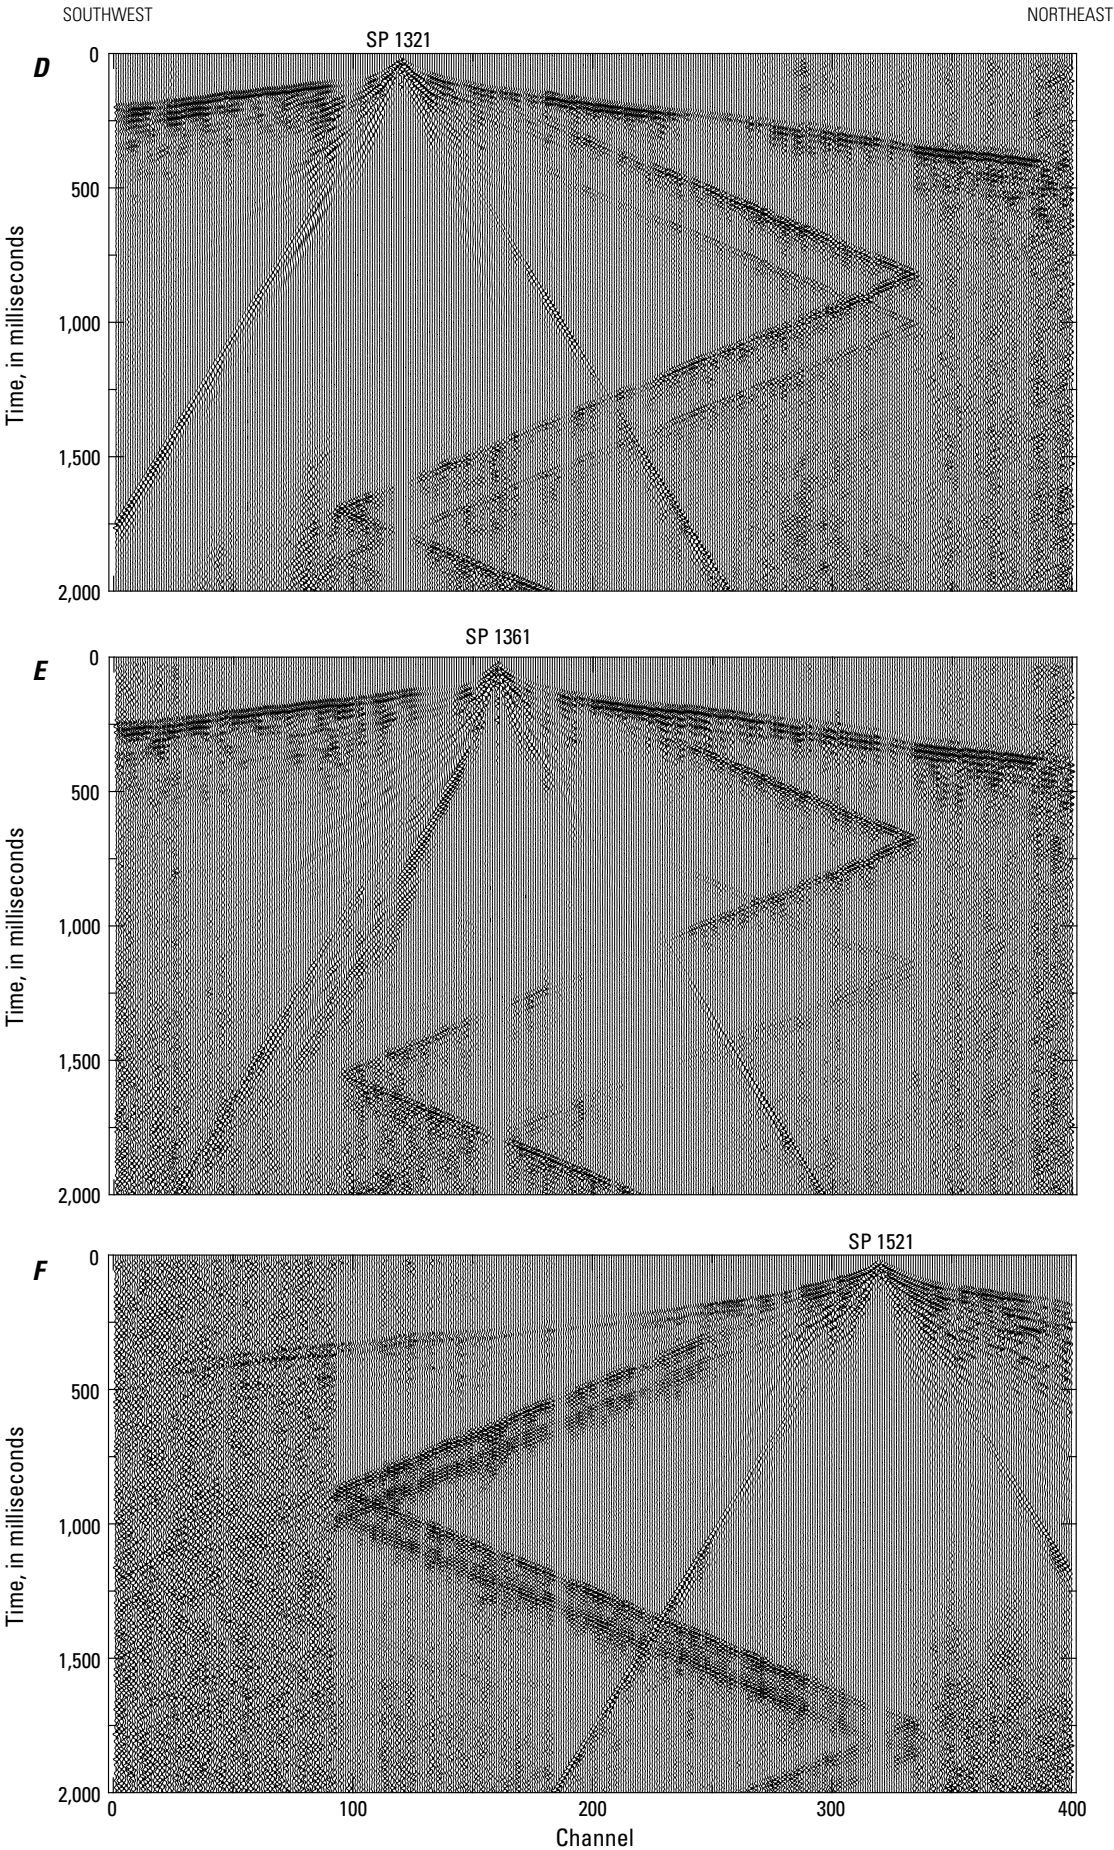 SOUTHWEST NORTHEAST
SP 1321
D
0
500
1,000
1,500
2,000
Time, in milliseconds
SP 1361
E
0
500
1,000
1,500
2,000
Time, in milliseconds
SP 1521
F
0
500
1,000
1,500
2,000
Time, in milliseconds
0 100 200 300 400
Channel